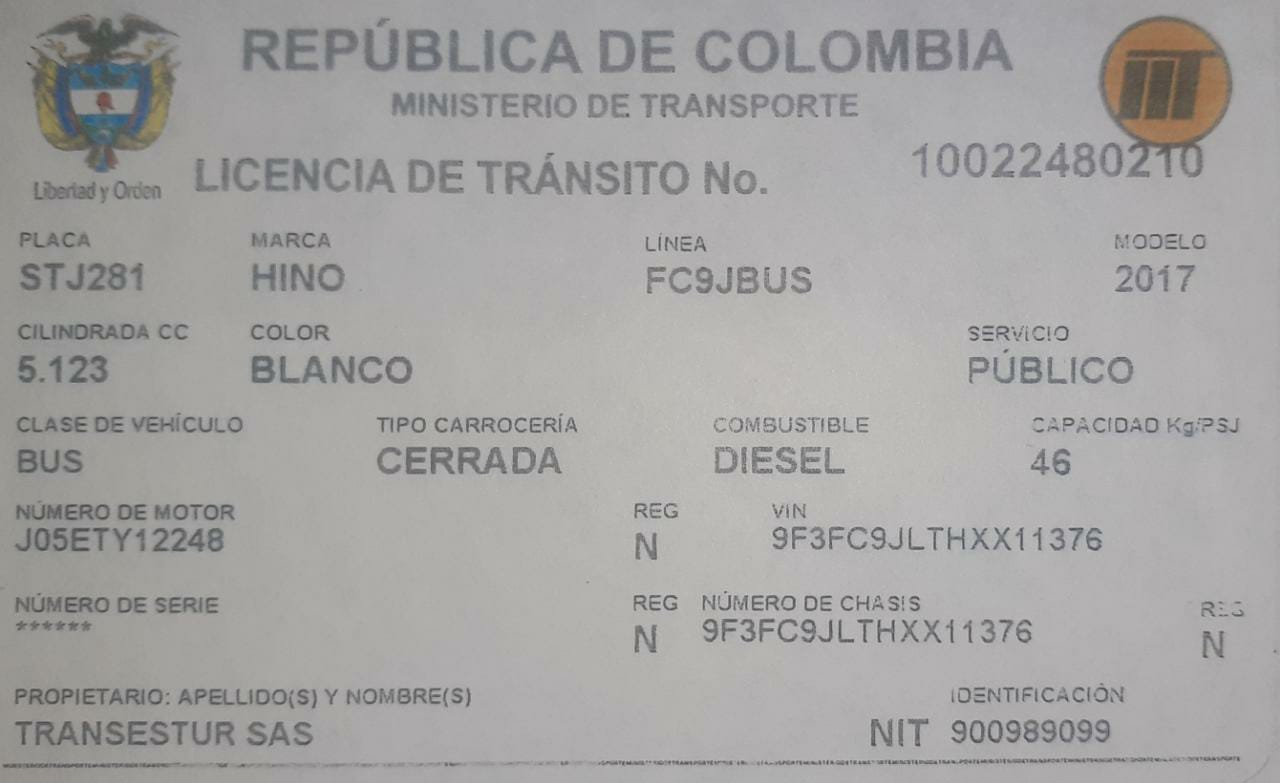 REPÚBLICA DE COLOMBIA
MINISTERIO DE TRANSPORTE
Libertad y Orden
LICENCIA DE TRÁNSITO No. 10022480210
PLACA MARCA LÍNEA MODELO
STJ281 HINO FC9JBUS 2017
CILINDRADA CC COLOR SERVICIO
5.123 BLANCO PÚBLICO
CLASE DE VEHÍCULO TIPO CARROCERÍA COMBUSTIBLE CAPACIDAD Kg/PSJ
BUS CERRADA DIESEL 46
NÚMERO DE MOTOR REG VIN
J05ETY12248 N 9F3FC9JLTHXX11376
NÚMERO DE SERIE REG NÚMERO DE CHASIS REG
****** N 9F3FC9JLTHXX11376 N
PROPIETARIO: APELLIDO(S) Y NOMBRE(S) IDENTIFICACIÓN
TRANSESTUR SAS NIT 900989099